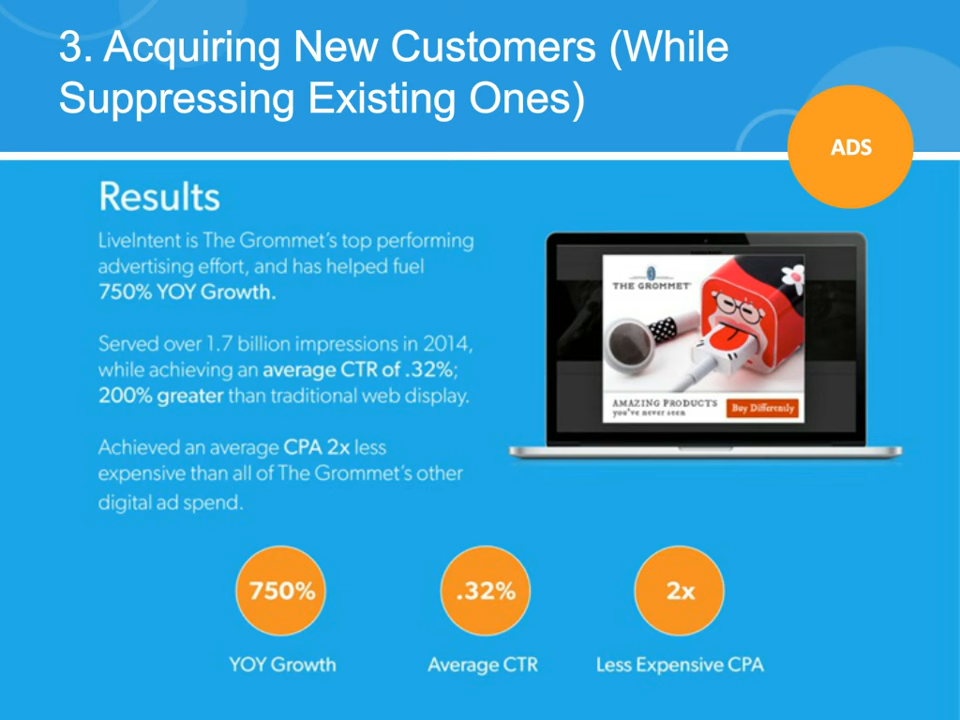 3. Acquiring New Customers (While
Suppressing Existing Ones)
ADS
Results
LiveIntent is The Grommet's top performing
advertising effort, and has helped fuel
750% YOY Growth.
Served over 1.7 billion impressions in 2014,
while achieving an average CTR of .32%;
200% greater than traditional web display.
Achieved an average CPA 2x less
expensive than all of The Grommet's other
digital ad spend.
THE GROMMET
AMAZING PRODUCTS
you've never seen
Buy Differently
750%
.32%
2x
YOY Growth
Average CTR
Less Expensive CPA